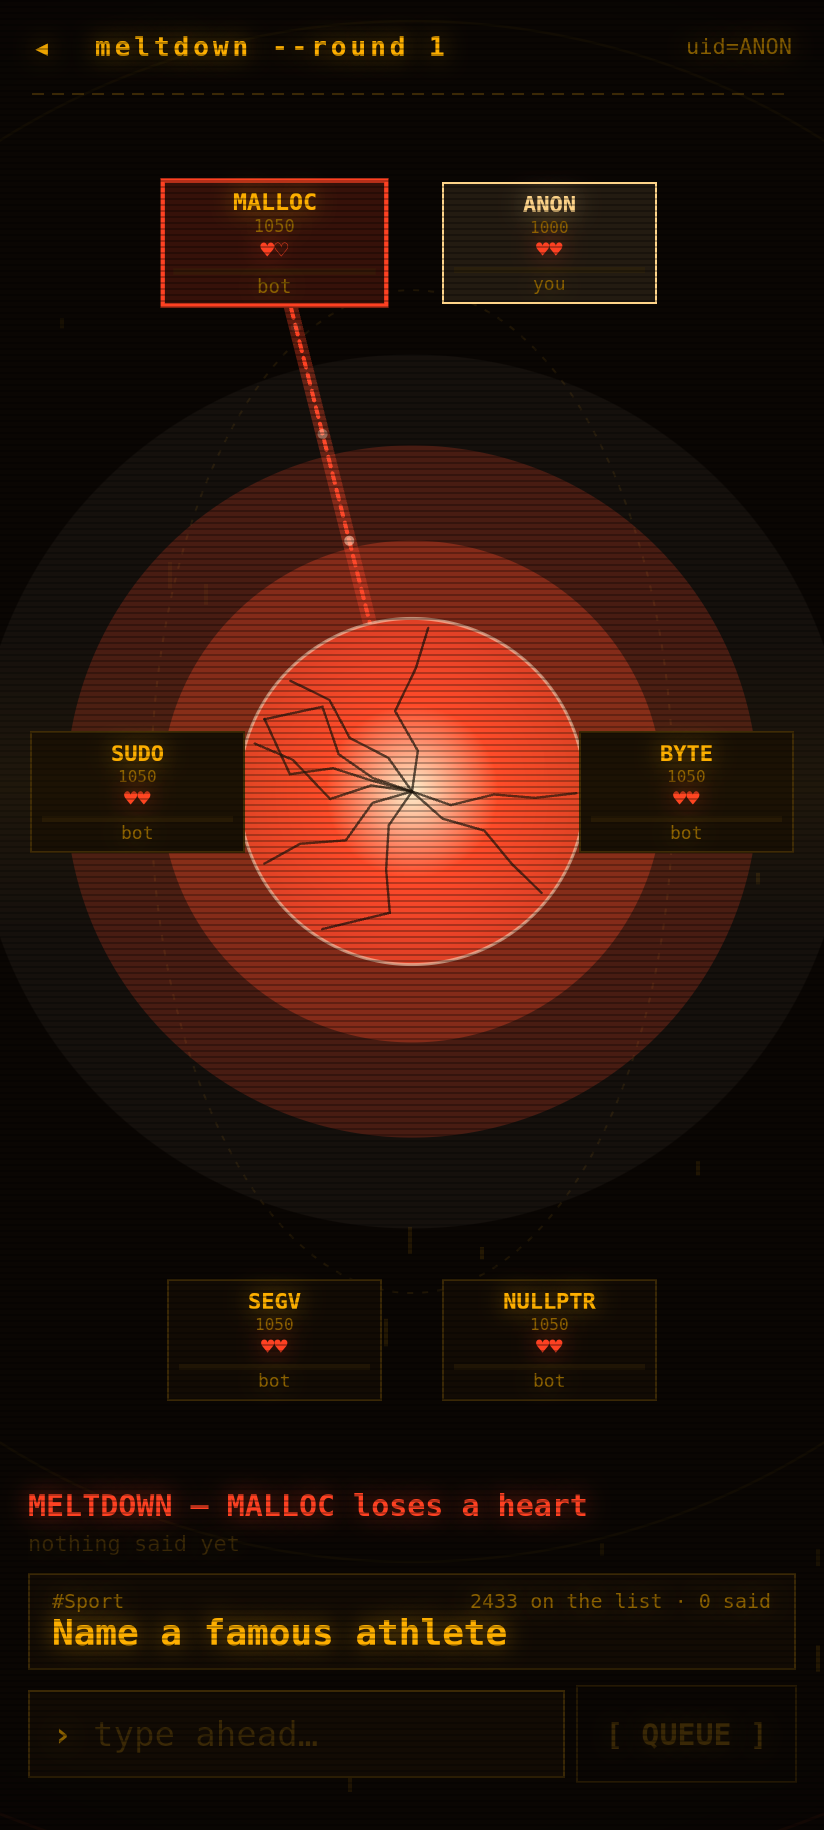 ◂ meltdown --round 1 uid=ANON
MALLOC
1050
♥♡
bot
ANON
1000
♥♥
you
SUDO
1050
♥♥
bot
BYTE
1050
♥♥
bot
SEGV
1050
♥♥
bot
NULLPTR
1050
♥♥
bot
MELTDOWN — MALLOC loses a heart
nothing said yet
#Sport 2433 on the list · 0 said
Name a famous athlete
› type ahead…
[ QUEUE ]